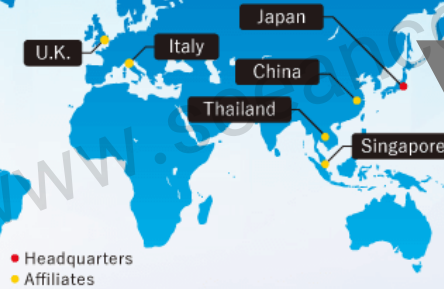 Japan
U.K.
Italy
China
Thailand
Singapore
Headquarters
Affiliates